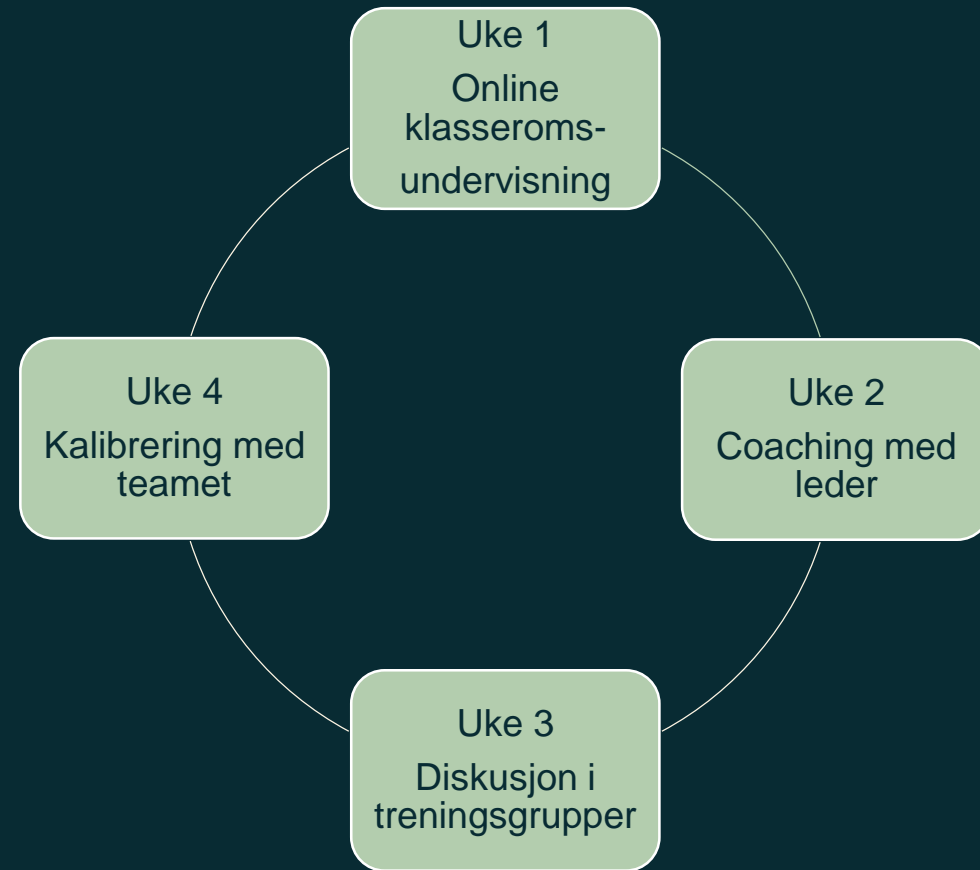 Uke 1
Online
klasseroms-
undervisning
Uke 2
Coaching med
leder
Uke 3
Diskusjon i
treningsgrupper
Uke 4
Kalibrering med
teamet